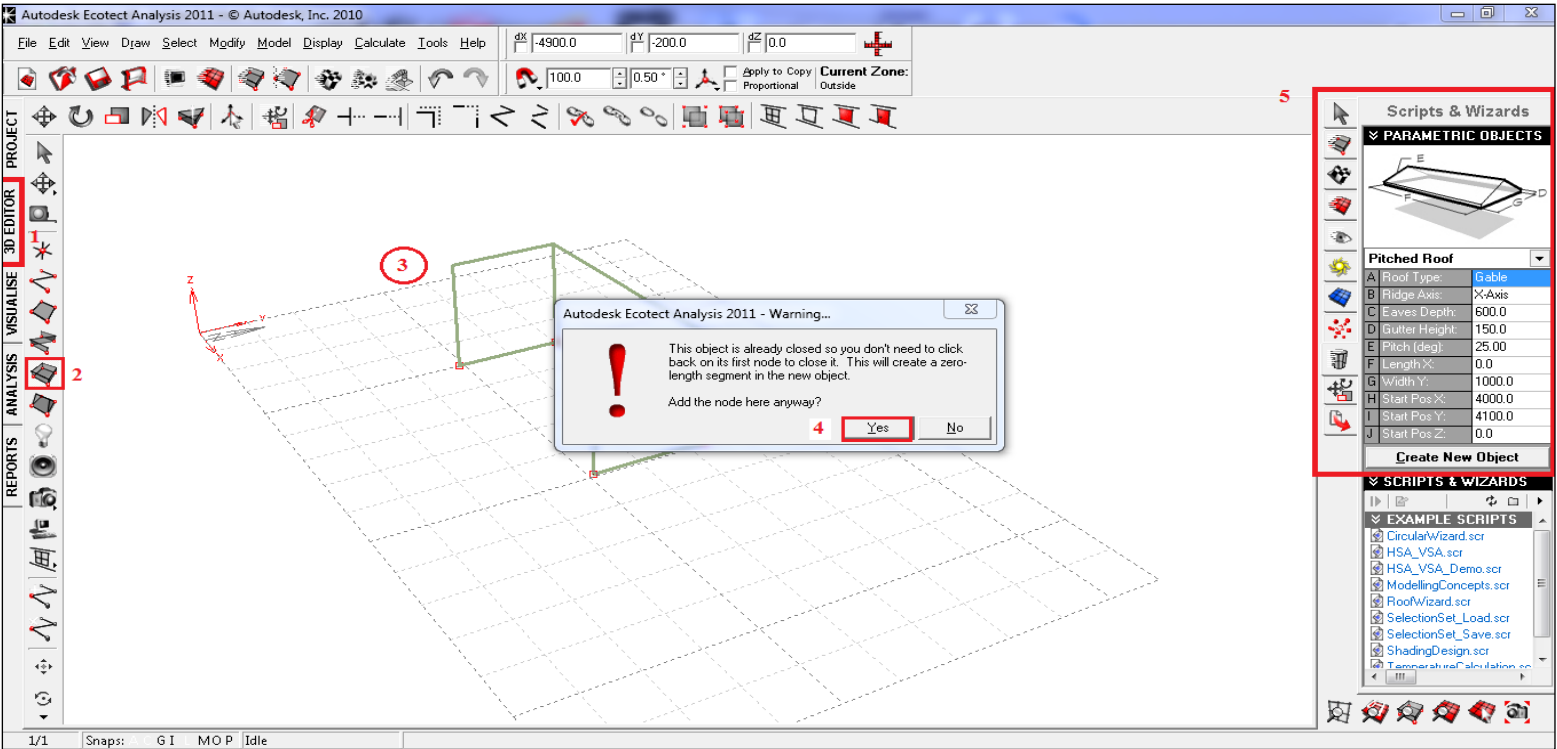 Autodesk Ecotect Analysis 2011 - © Autodesk, Inc. 2010
File Edit View Draw Select Modify Model Display Calculate Tools Help
dX -4900.0 dY -200.0 dZ 0.0
100.0 0.50 ° Apply to Copy Current Zone:
Proportional Outside
PROJECT
3D EDITOR
VISUALISE
ANALYSIS
REPORTS
1
2
3
Z
Y
X
Autodesk Ecotect Analysis 2011 - Warning...
This object is already closed so you don't need to click
back on its first node to close it. This will create a zero-
length segment in the new object.
Add the node here anyway?
4 Yes No
5
Scripts & Wizards
PARAMETRIC OBJECTS
E
F
G
D
Pitched Roof
A Roof Type: Gable
B Ridge Axis: X-Axis
C Eaves Depth: 600.0
D Gutter Height: 150.0
E Pitch (deg): 25.00
F Length X: 0.0
G Width Y: 1000.0
H Start Pos X: 4000.0
I Start Pos Y: 4100.0
J Start Pos Z: 0.0
Create New Object
SCRIPTS & WIZARDS
EXAMPLE SCRIPTS
CircularWizard.scr
HSA_VSA.scr
HSA_VSA_Demo.scr
ModellingConcepts.scr
RoofWizard.scr
SelectionSet_Load.scr
SelectionSet_Save.scr
ShadingDesign.scr
TemperatureCalculation.sc
1/1 Snaps: A C G I L M O P Idle